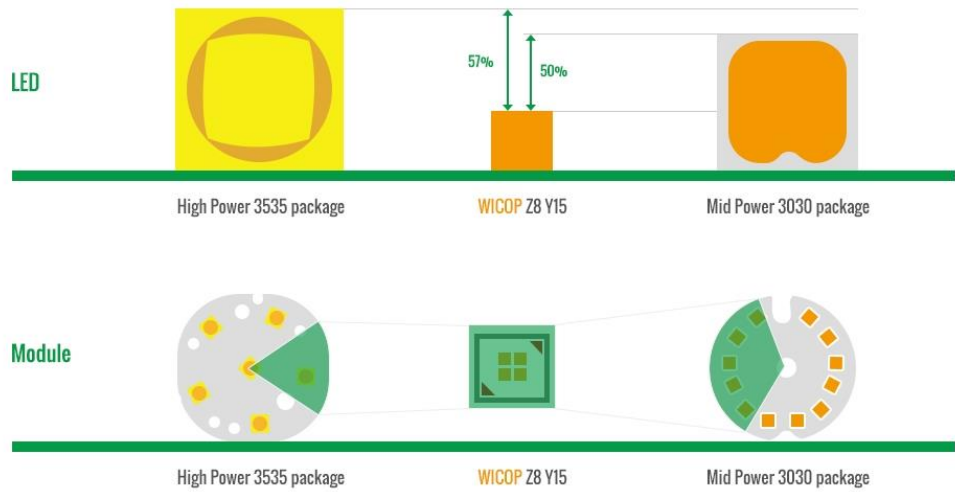 57%
50%
LED
High Power 3535 package
WICOP Z8 Y15
Mid Power 3030 package
Module
High Power 3535 package
WICOP Z8 Y15
Mid Power 3030 package